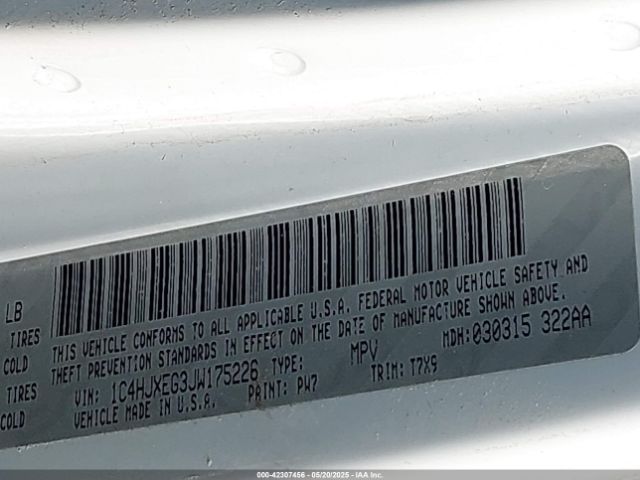 LB
TIRES
COLD
TIRES
COLD
THIS VEHICLE CONFORMS TO ALL APPLICABLE U.S.A. FEDERAL MOTOR VEHICLE SAFETY AND
THEFT PREVENTION STANDARDS IN EFFECT ON THE DATE OF MANUFACTURE SHOWN ABOVE.
VIN: 1C4HJXEG3JW175226 TYPE: MPV MDH:030315 322AA
VEHICLE MADE IN U.S.A. PAINT: PW7 TRIM: T7X9
000-42307456 - 05/20/2025 - IAA Inc.